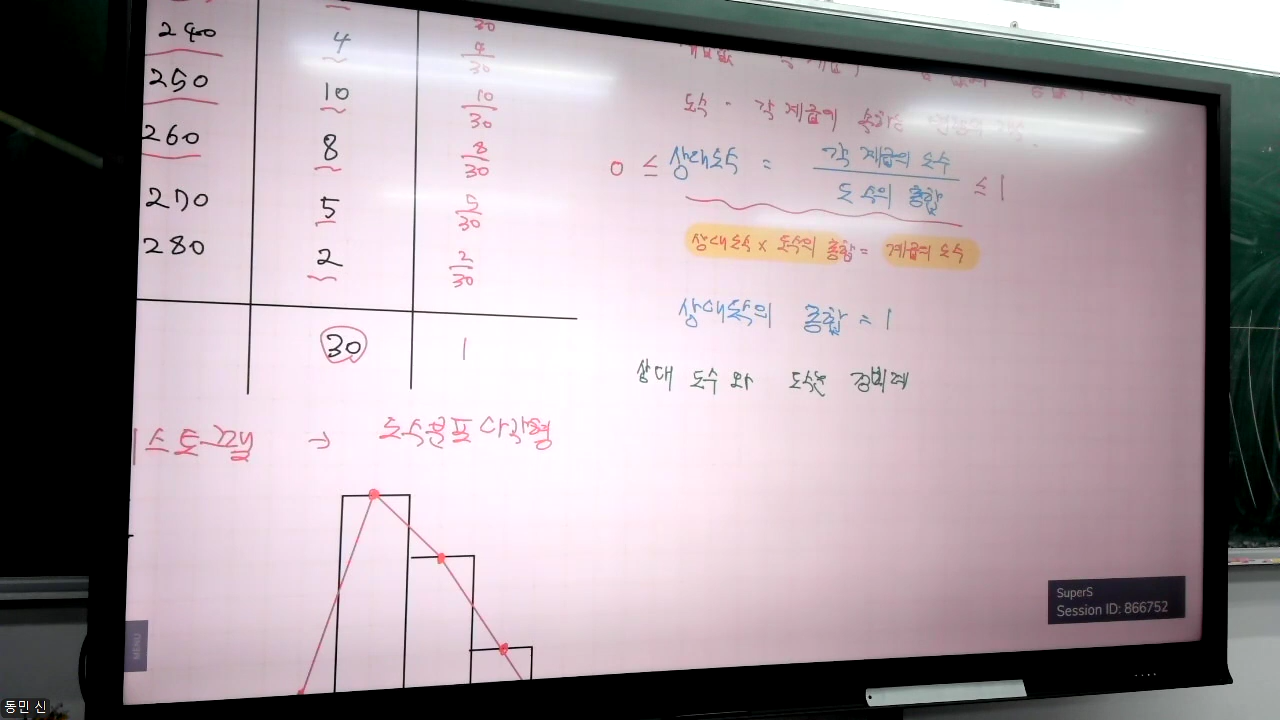 30
240 4 4/30
250 10 10/30
260 8 8/30
270 5 5/30
280 2 2/30
30 1
도수 각 계급에
0 ≤ 상대도수 = 각 계급의 도수 / 도수의 총합 ≤ 1
상대도수 x 도수의 총합 = 계급의 도수
상대도수의 총합 = 1
상대 도수와 도수는 정비례
스토그램 → 도수분포다각형
SuperS
Session ID: 866752
동민 신